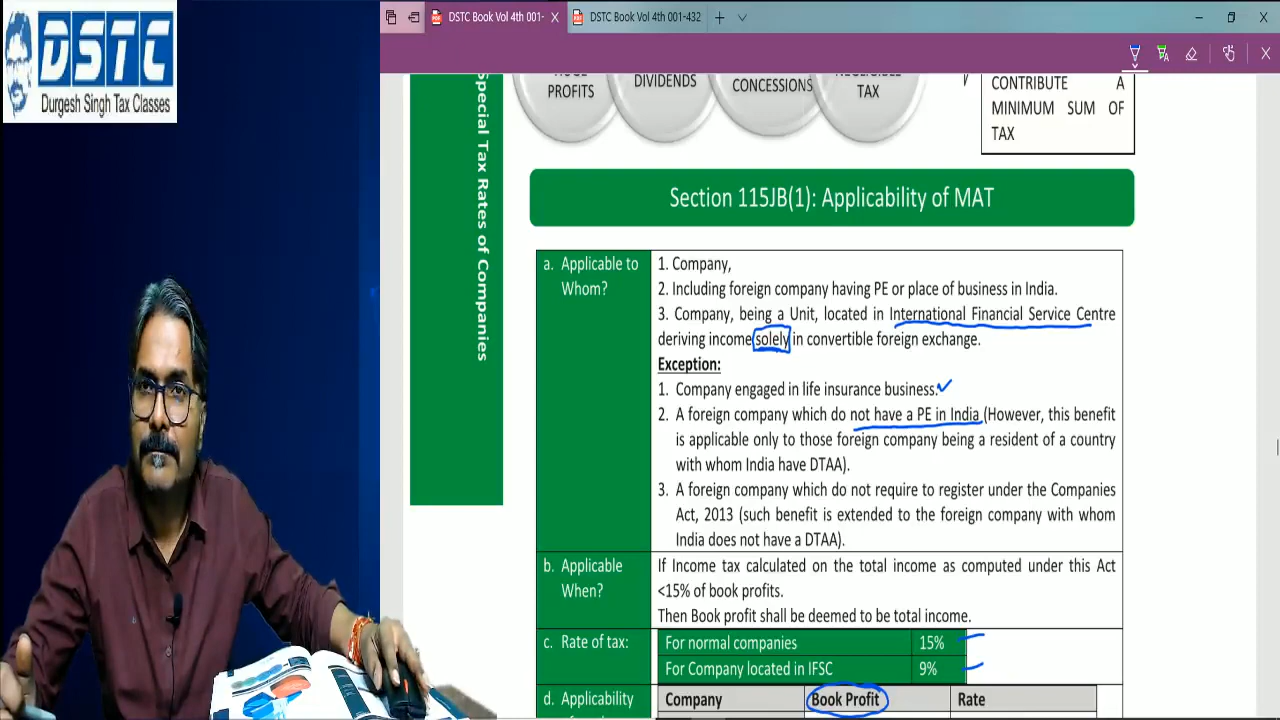 DSTC
Durgesh Singh Tax Classes
DSTC Book Vol 4th 001-
DSTC Book Vol 4th 001-432
PROFITS
DIVIDENDS
CONCESSIONS
NEGLIGIBLE
TAX
CONTRIBUTE A
MINIMUM SUM OF
TAX
Special Tax Rates of Companies
Section 115JB(1): Applicability of MAT
a. Applicable to
Whom?
1. Company,
2. Including foreign company having PE or place of business in India.
3. Company, being a Unit, located in International Financial Service Centre
deriving income solely in convertible foreign exchange.
Exception:
1. Company engaged in life insurance business.
2. A foreign company which do not have a PE in India (However, this benefit
is applicable only to those foreign company being a resident of a country
with whom India have DTAA).
3. A foreign company which do not require to register under the Companies
Act, 2013 (such benefit is extended to the foreign company with whom
India does not have a DTAA).
b. Applicable
When?
If Income tax calculated on the total income as computed under this Act
<15% of book profits.
Then Book profit shall be deemed to be total income.
c. Rate of tax:
For normal companies 15%
For Company located in IFSC 9%
d. Applicability
Company Book Profit Rate